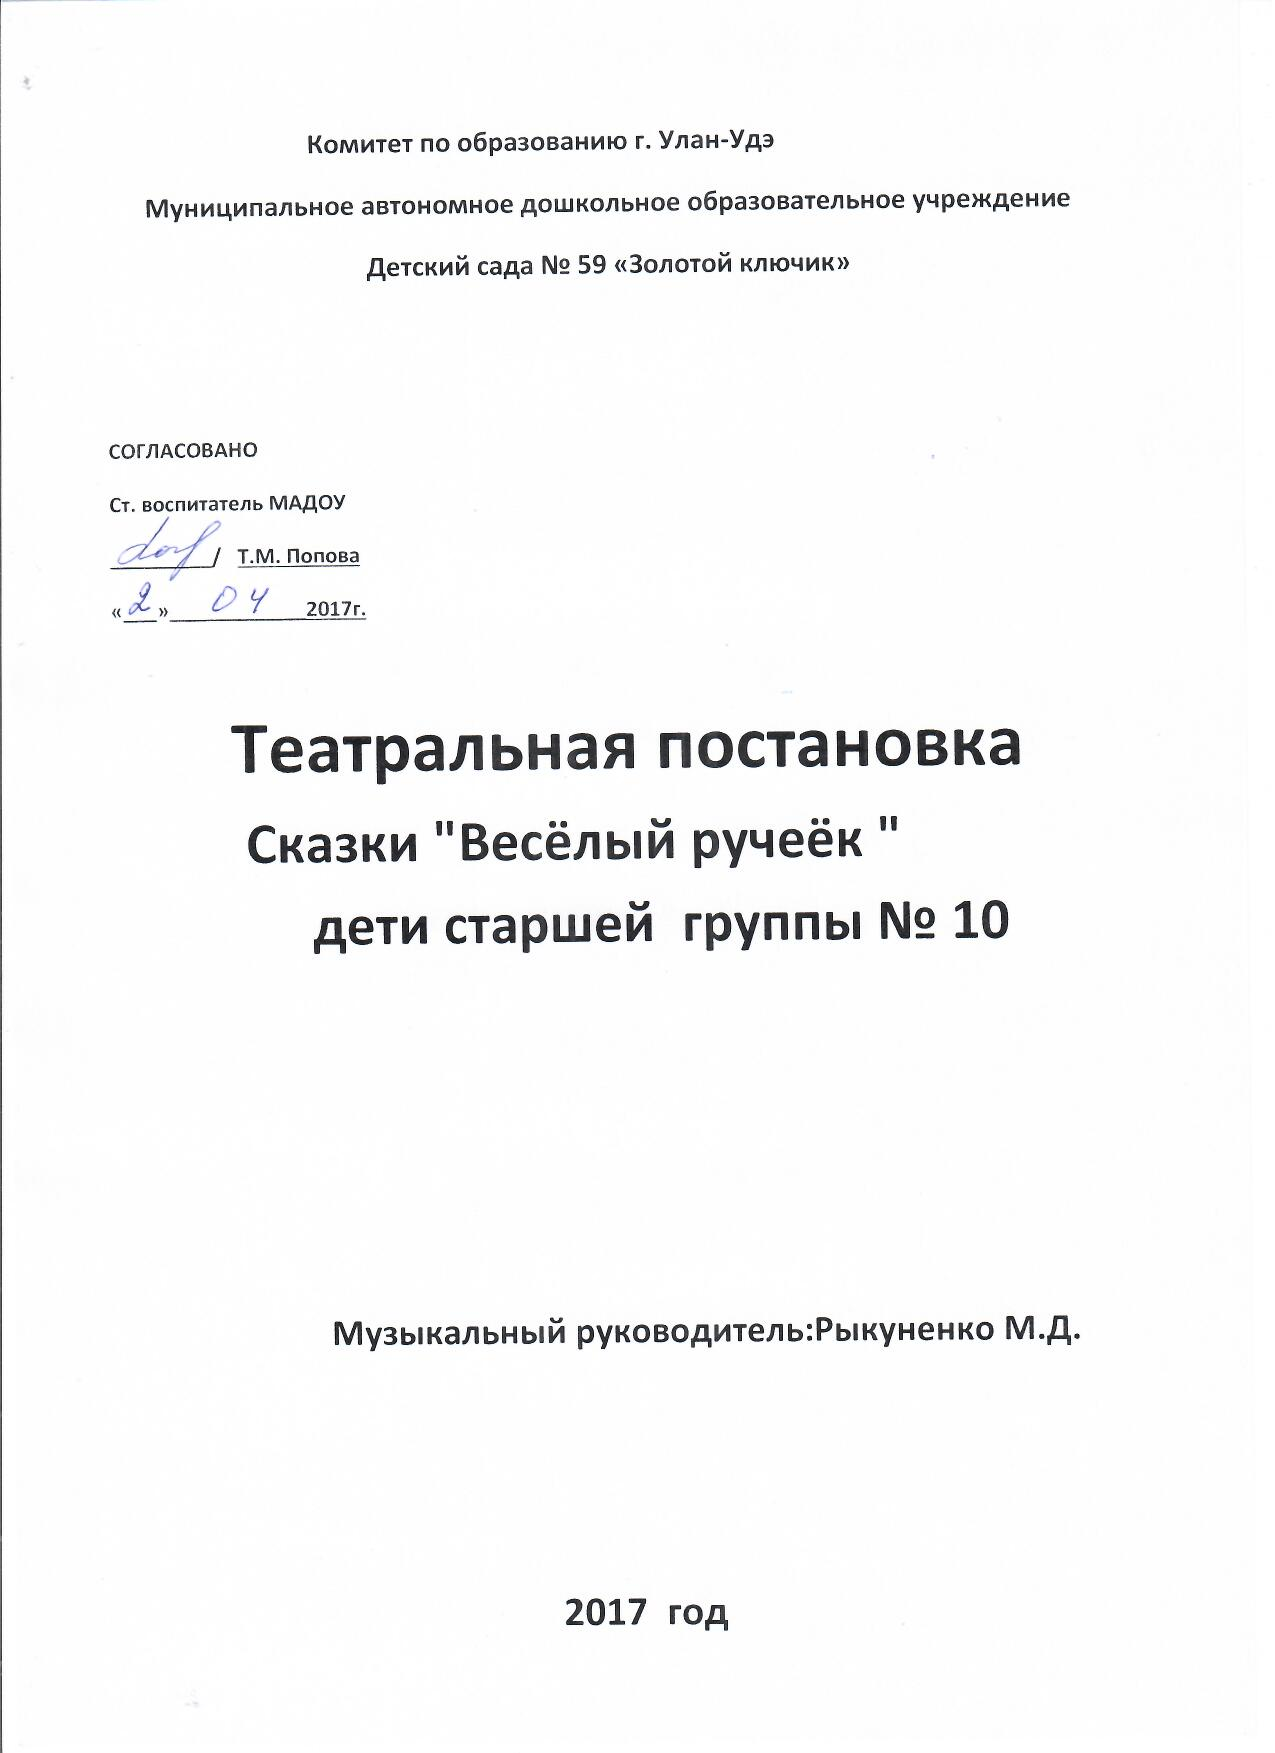 Комитет по образованию г. Улан-Удэ
Муниципальное автономное дошкольное образовательное учреждение
Детский сада № 59 «Золотой ключик»
СОГЛАСОВАНО
Ст. воспитатель МАДОУ
/ Т.М. Попова
«2» 04 2017г.
Театральная постановка
Сказки "Весёлый ручеёк "
дети старшей группы № 10
Музыкальный руководитель:Рыкуненко М.Д.
2017 год